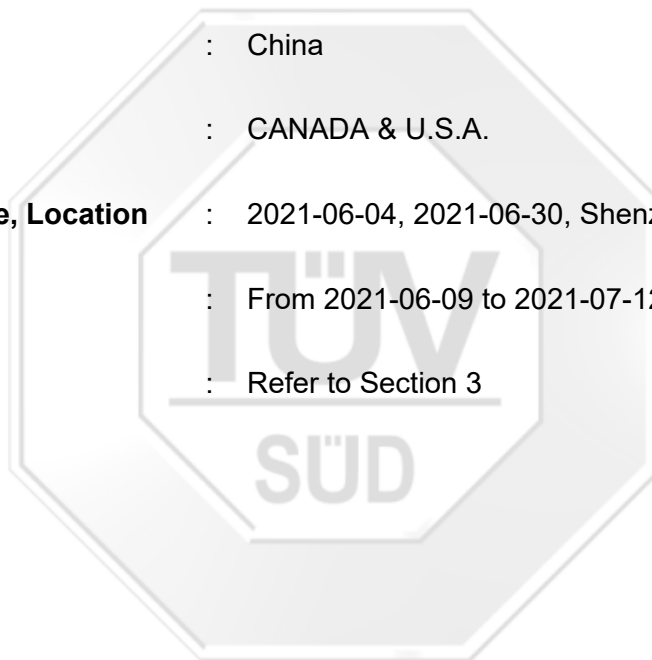 : China
: CANADA & U.S.A.
e, Location : 2021-06-04, 2021-06-30, Shenz
: From 2021-06-09 to 2021-07-12
: Refer to Section 3
TÜV
SÜD